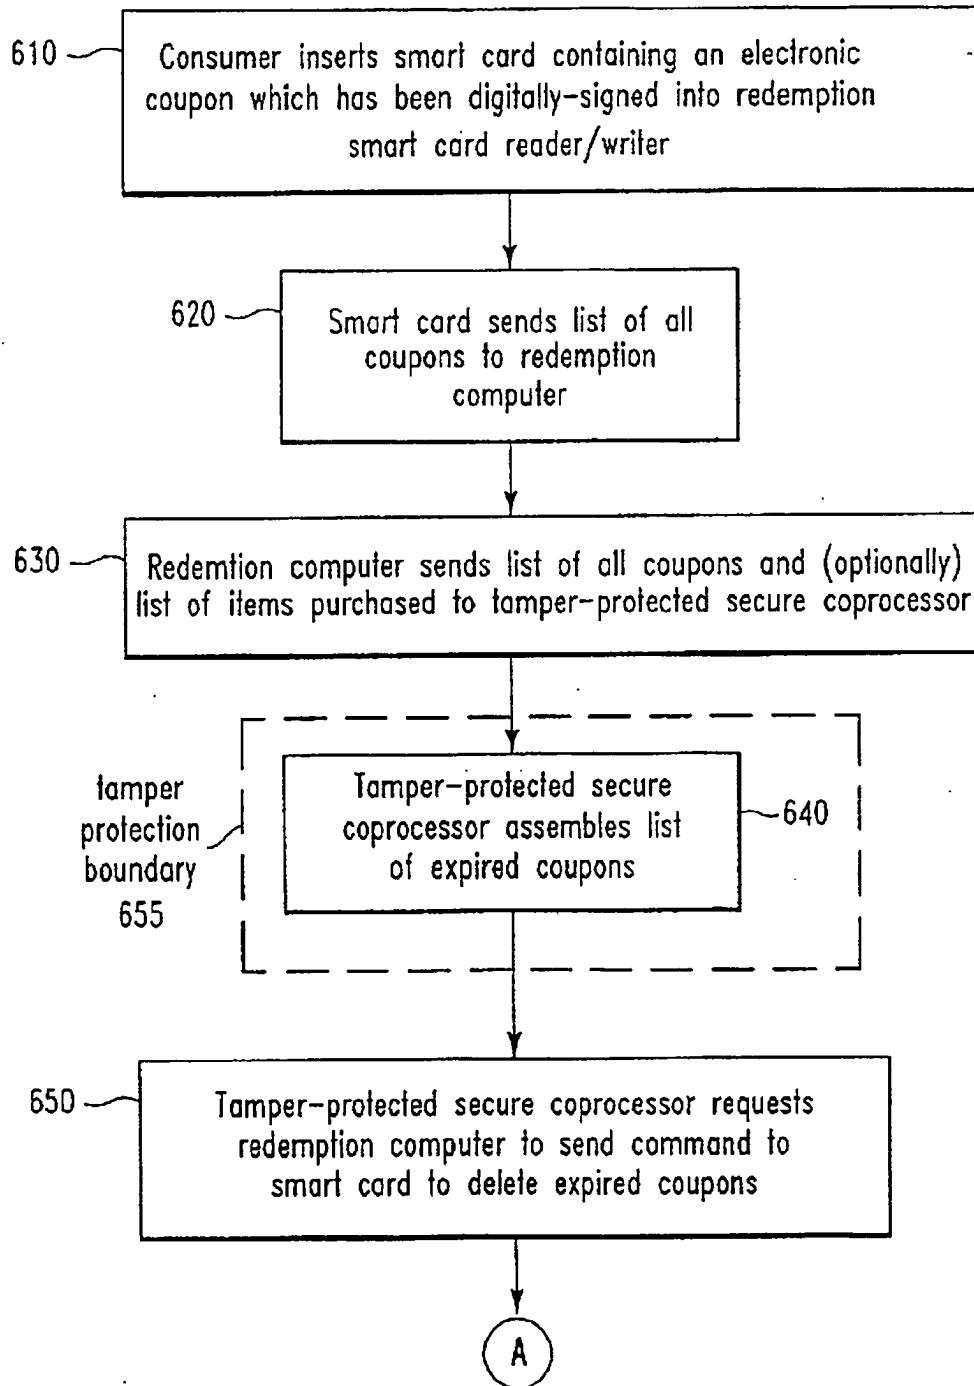 610
Consumer inserts smart card containing an electronic
coupon which has been digitally-signed into redemption
smart card reader/writer
620
Smart card sends list of all
coupons to redemption
computer
630
Redemtion computer sends list of all coupons and (optionally)
list of items purchased to tamper-protected secure coprocessor
tamper
protection
boundary
655
Tamper-protected secure
coprocessor assembles list
of expired coupons
640
650
Tamper-protected secure coprocessor requests
redemption computer to send command to
smart card to delete expired coupons
A